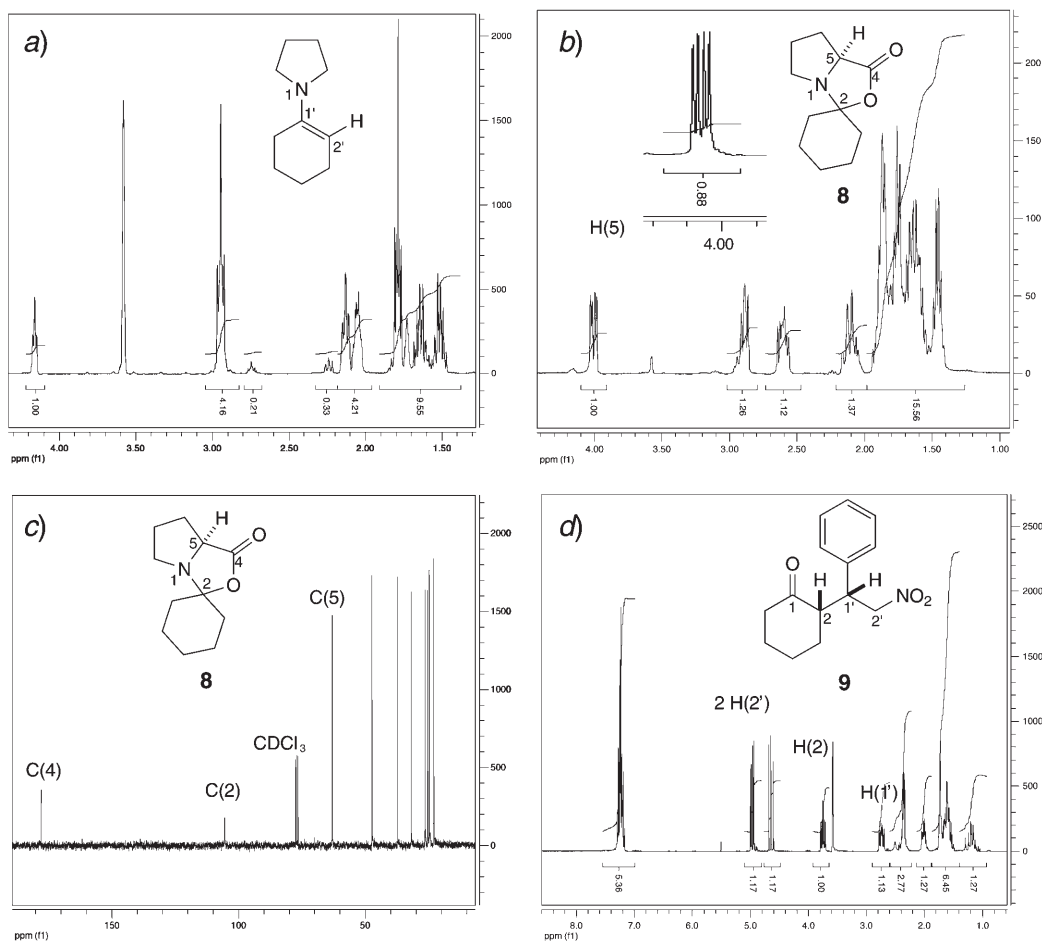 a)
H
N
1
1'
2'
2000
1500
1000
500
0
1.00
4.16
0.21
0.33
4.21
9.55
4.00
3.50
3.00
2.50
2.00
1.50
ppm (f1)
b)
H
O
5
4
N
1
2
O
8
0.88
4.00
H(5)
200
150
100
50
0
1.00
1.26
1.12
1.37
15.56
4.00
3.50
3.00
2.50
2.00
1.50
1.00
ppm (f1)
c)
H
O
5
4
N
1
2
O
8
C(5)
CDCl3
C(4)
C(2)
2000
1500
1000
500
0
150
100
50
ppm (f1)
d)
O
H
H
1
2
1'
2'
NO2
9
2 H(2')
H(2)
H(1')
2500
2000
1500
1000
500
0
5.36
1.17
1.17
1.00
1.13
2.77
1.27
6.45
1.27
8.0
7.0
6.0
5.0
4.0
3.0
2.0
1.0
ppm (f1)